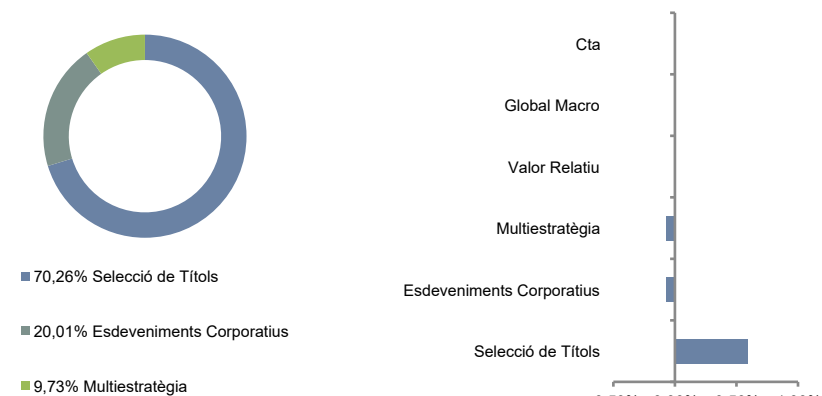 70,26% Selecció de Títols
20,01% Esdeveniments Corporatius
9,73% Multiestratègia
Cta
Global Macro
Valor Relatiu
Multiestratègia
Esdeveniments Corporatius
Selecció de Títols